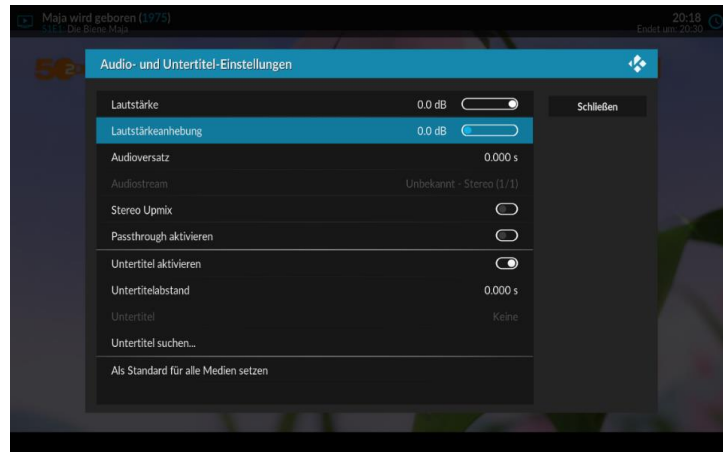 Maja wird geboren (1975)
S1E1: Die Biene Maja
20:18
Endet um: 20:30
Audio- und Untertitel-Einstellungen
Lautstärke 0.0 dB
Schließen
Lautstärkeanhebung 0.0 dB
Audioversatz 0.000 s
Audiostream Unbekannt - Stereo (1/1)
Stereo Upmix
Passthrough aktivieren
Untertitel aktivieren
Untertitelabstand 0.000 s
Untertitel Keine
Untertitel suchen...
Als Standard für alle Medien setzen